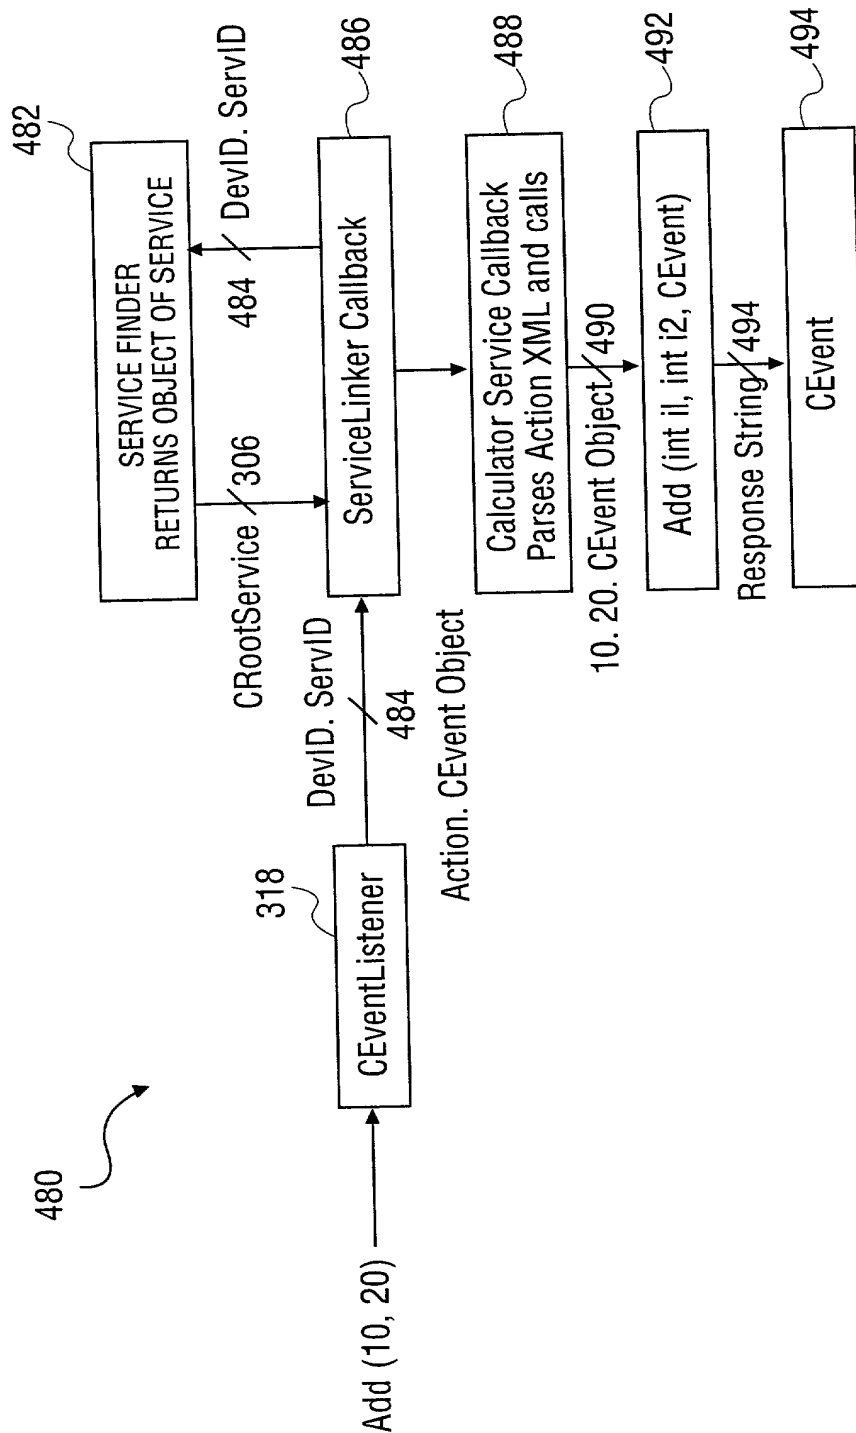 480
Add (10, 20)
318
CEventListener
DevID. ServID
484
Action. CEvent Object
482
SERVICE FINDER
RETURNS OBJECT OF SERVICE
CRootService
306
484
DevID. ServID
486
ServiceLinker Callback
488
Calculator Service Callback
Parses Action XML and calls
10. 20. CEvent Object
490
492
Add (int il, int i2, CEvent)
Response String
494
494
CEvent